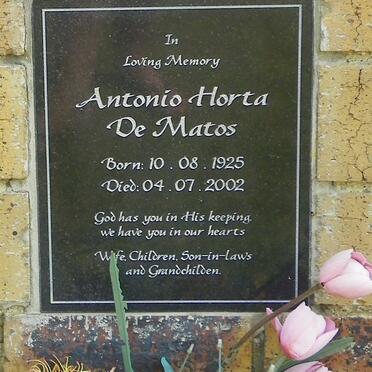 In
Loving Memory
Antonio Horta
De Matos
Born: 10 . 08 . 1925
Died: 04 . 07 . 2002
God has you in His keeping
we have you in our hearts
Wife, Children, Son-in-laws
and Grandchilden.